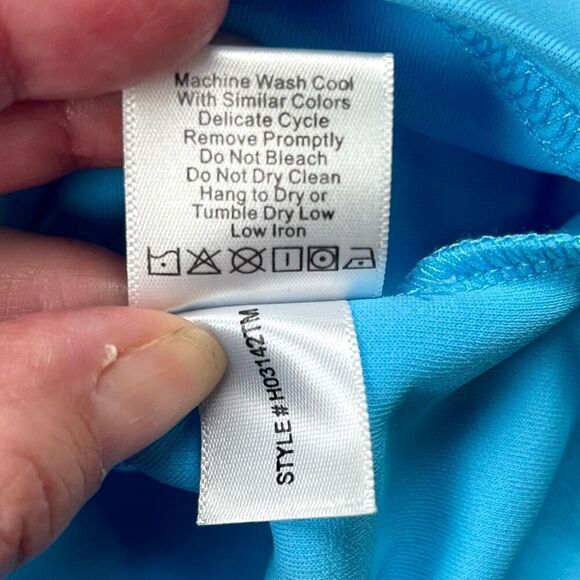 Machine Wash Cool
With Similar Colors
Delicate Cycle
Remove Promptly
Do Not Bleach
Do Not Dry Clean
Hang to Dry or
Tumble Dry Low
Low Iron
STYLE# H03142TM